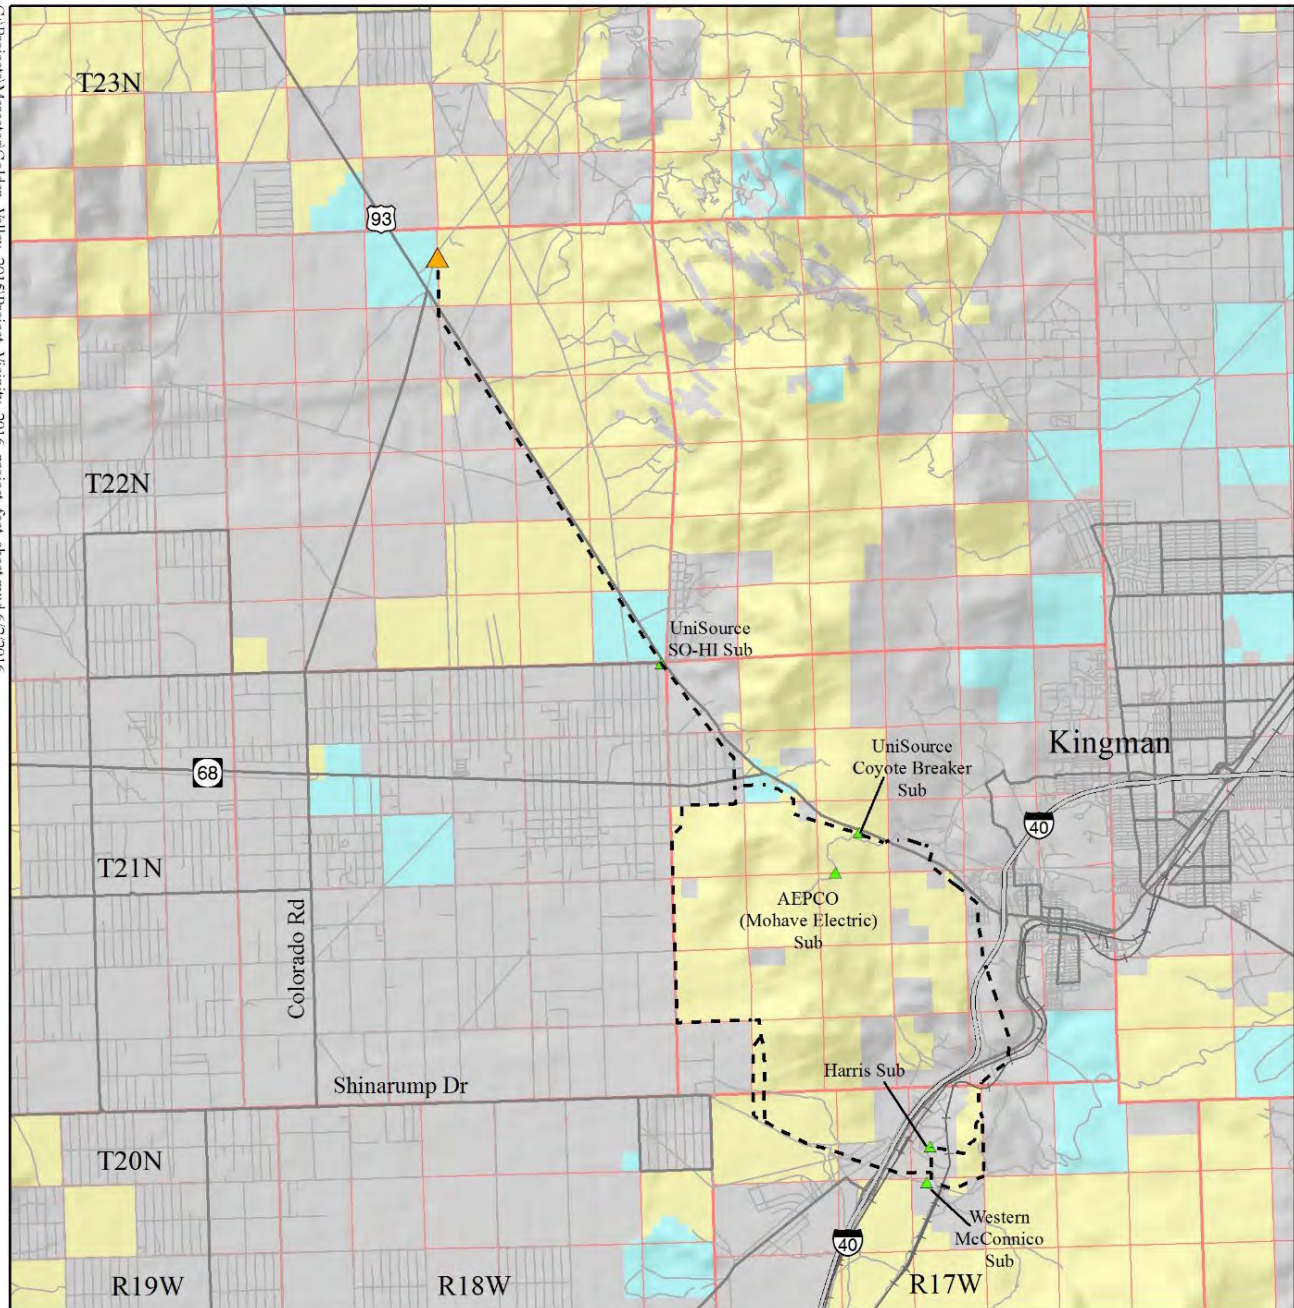 T23N
93
T22N
UniSource
SO-HI Sub
UniSource
Coyote Breaker
Sub
Kingman
68
40
T21N
AEPCO
(Mohave Electric)
Sub
Colorado Rd
Harris Sub
Shinarump Dr
T20N
Western
McConnico
Sub
40
R19W
R18W
R17W